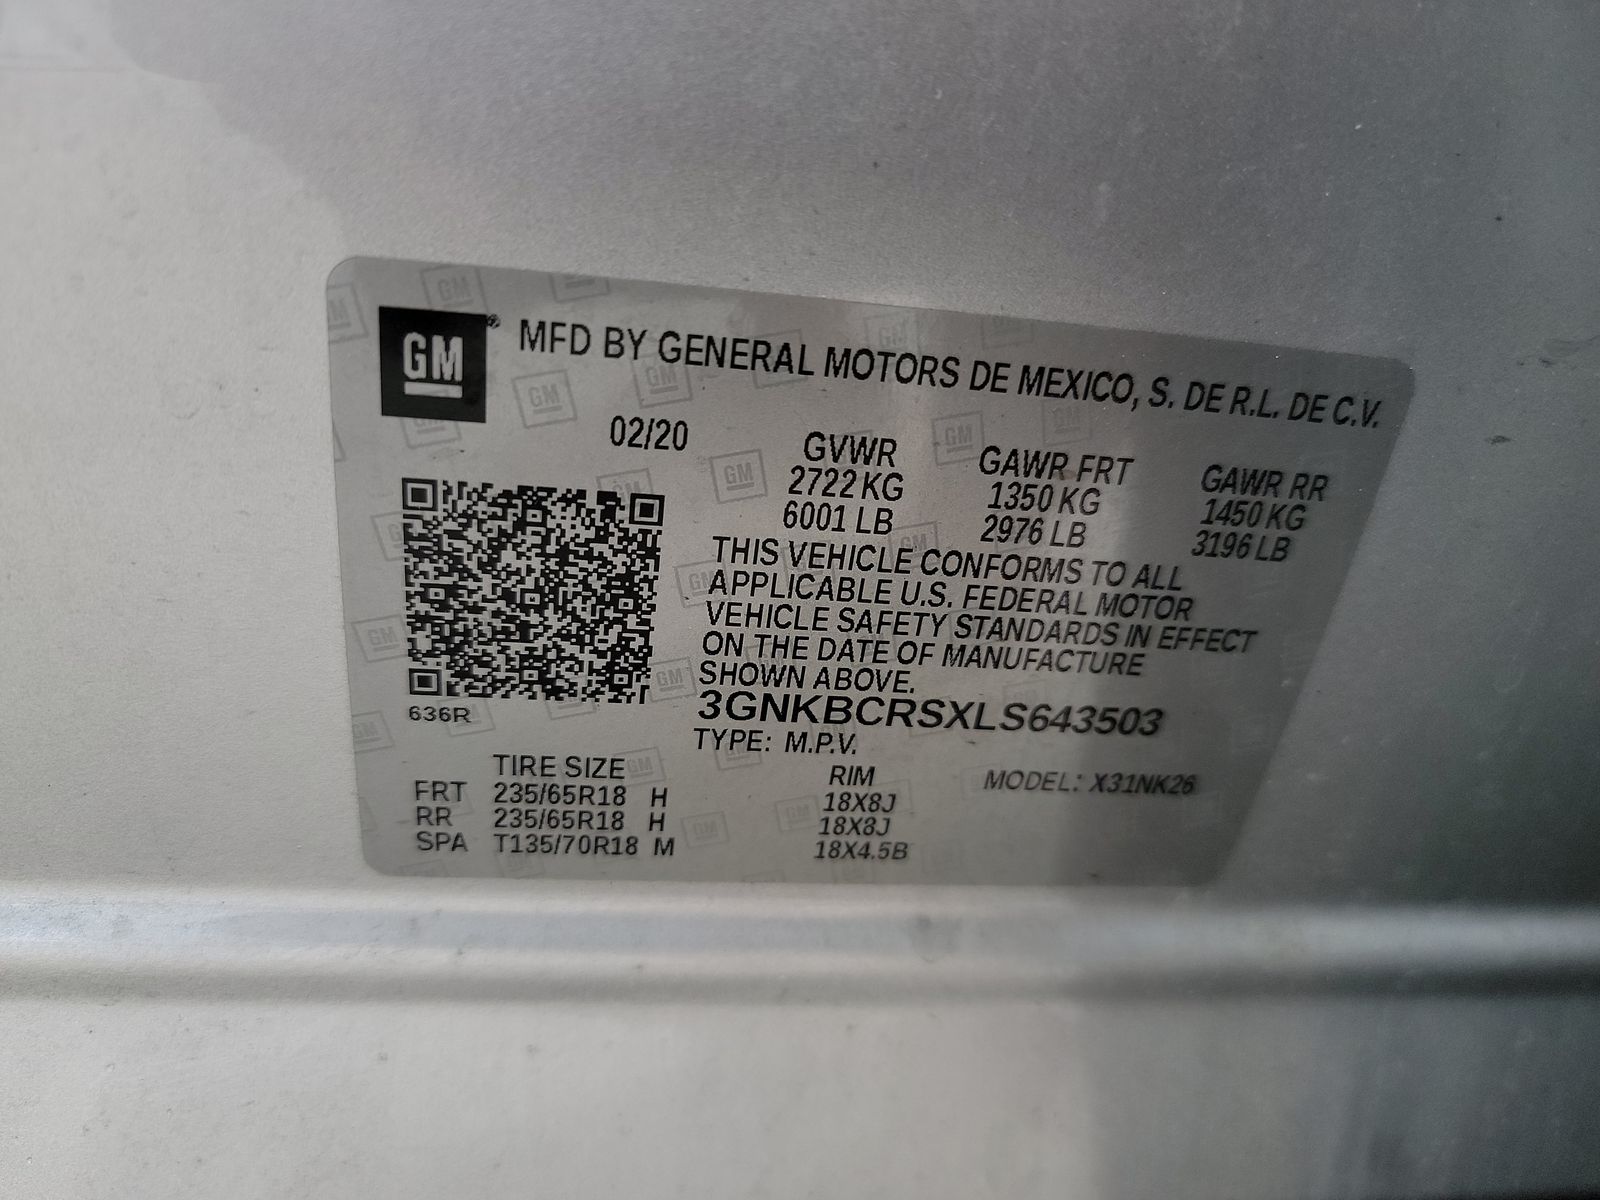 GM ® MFD BY GENERAL MOTORS DE MEXICO, S. DE R.L. DE C.V.
02/20
GVWR GAWR FRT GAWR RR
2722 KG 1350 KG 1450 KG
6001 LB 2976 LB 3196 LB
THIS VEHICLE CONFORMS TO ALL
APPLICABLE U.S. FEDERAL MOTOR
VEHICLE SAFETY STANDARDS IN EFFECT
ON THE DATE OF MANUFACTURE
SHOWN ABOVE.
636R
3GNKBCRSXLS643503
TYPE: M.P.V.
TIRE SIZE RIM MODEL: X31NK26
FRT 235/65R18 H 18X8J
RR 235/65R18 H 18X8J
SPA T135/70R18 M 18X4.5B